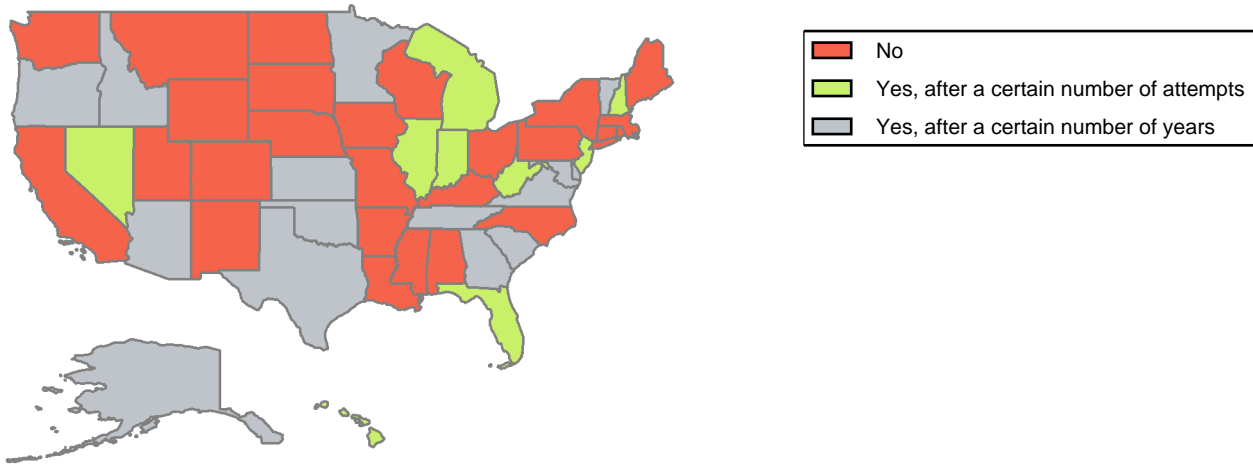 No
Yes, after a certain number of attempts
Yes, after a certain number of years